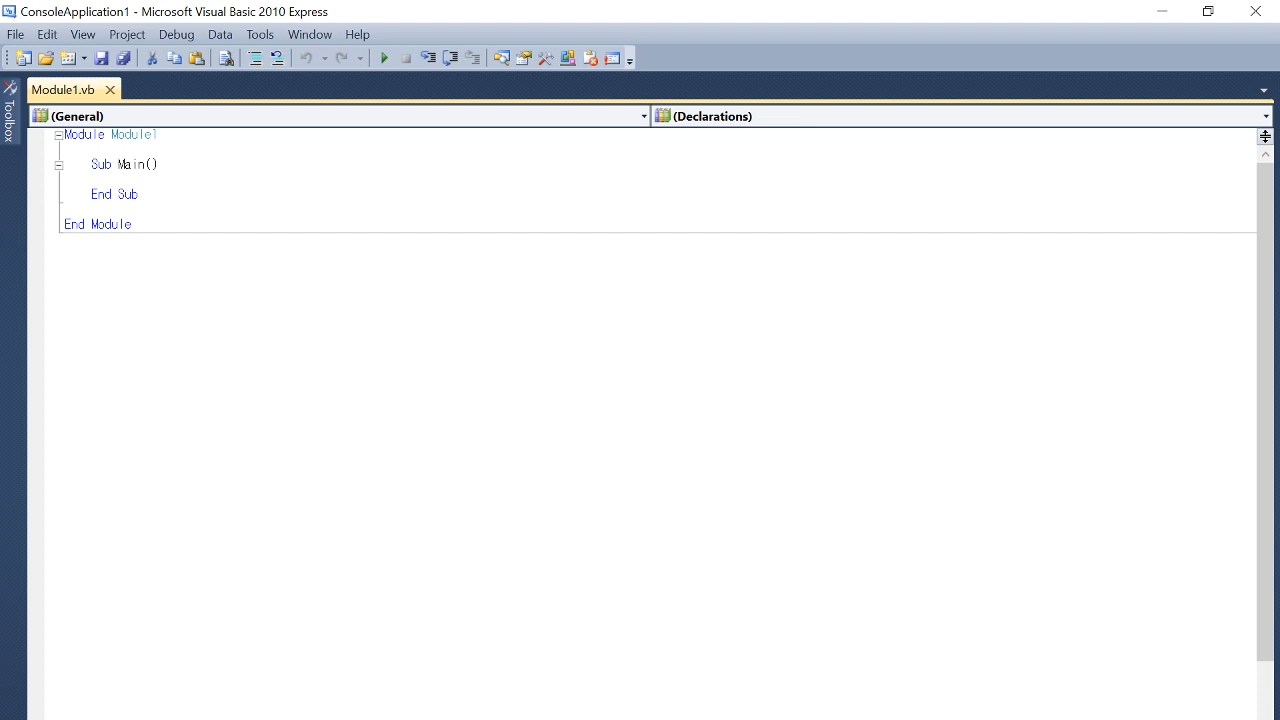 ConsoleApplication1 - Microsoft Visual Basic 2010 Express
File Edit View Project Debug Data Tools Window Help
Toolbox
Module1.vb
(General) (Declarations)
Module Module1
Sub Main()
End Sub
End Module